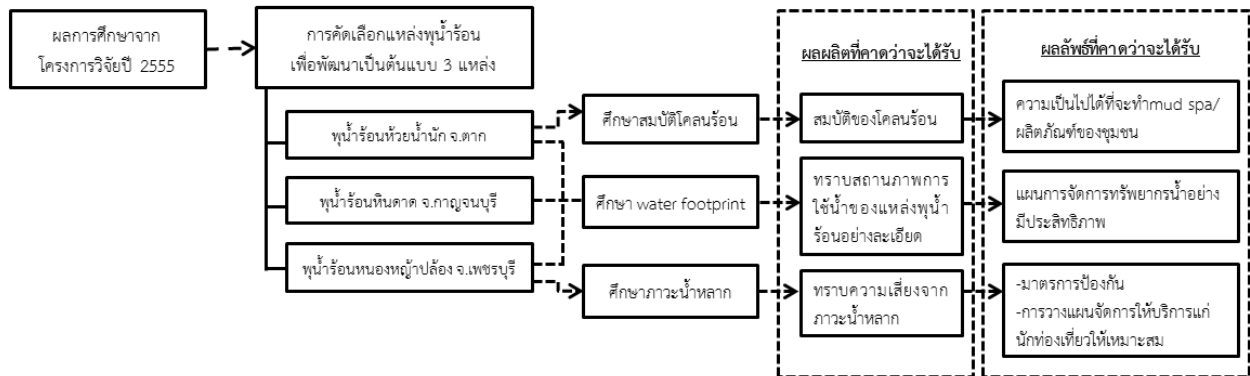 ผลการศึกษาจาก
โครงการวิจัยปี 2555
การคัดเลือกแหล่งพุน้ำร้อน
เพื่อพัฒนาเป็นต้นแบบ 3 แหล่ง
พุน้ำร้อนห้วยน้ำนัก จ.ตาก
พุน้ำร้อนหินดาด จ.กาญจนบุรี
พุน้ำร้อนหนองหญ้าปล้อง จ.เพชรบุรี
ศึกษาสมบัติโคลนร้อน
ศึกษา water footprint
ศึกษาภาวะน้ำหลาก
ผลผลิตที่คาดว่าจะได้รับ
สมบัติของโคลนร้อน
ทราบสถานภาพการ
ใช้น้ำของแหล่งพุน้ำ
ร้อนอย่างละเอียด
ทราบความเสี่ยงจาก
ภาวะน้ำหลาก
ผลลัพธ์ที่คาดว่าจะได้รับ
ความเป็นไปได้ที่จะทำmud spa/
ผลิตภัณฑ์ของชุมชน
แผนการจัดการทรัพยากรน้ำอย่าง
มีประสิทธิภาพ
-มาตรการป้องกัน
-การวางแผนจัดการให้บริการแก่
นักท่องเที่ยวให้เหมาะสม